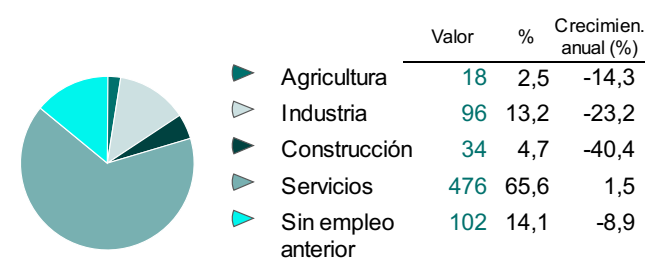 Valor % Crecimien. anual (%)
Agricultura 18 2,5 -14,3
Industria 96 13,2 -23,2
Construcción 34 4,7 -40,4
Servicios 476 65,6 1,5
Sin empleo 102 14,1 -8,9
anterior